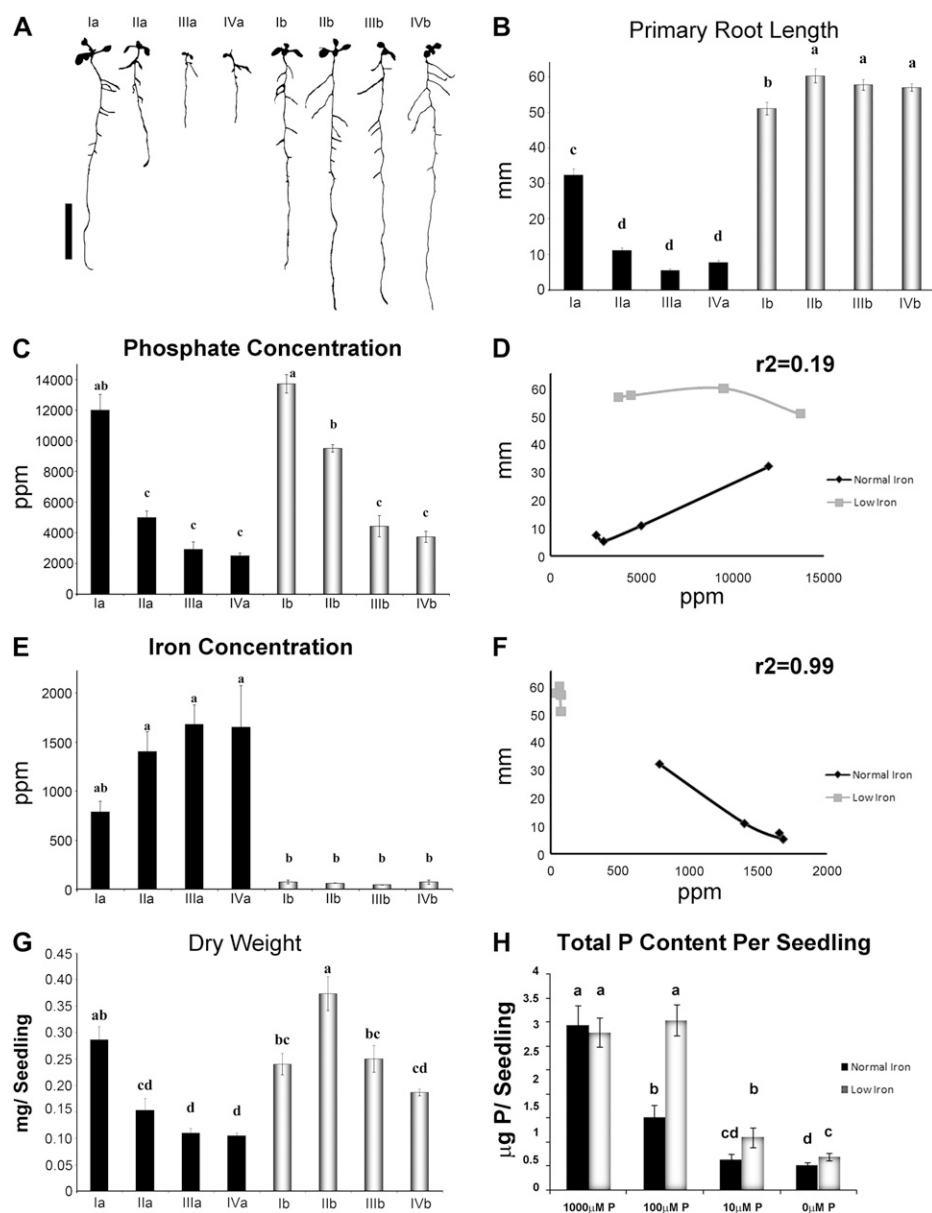 A
Ia IIa IIIa IVa Ib IIb IIIb IVb
B
Primary Root Length
60
50
40
30
20
10
0
mm
c d d d b a a a
Ia IIa IIIa IVa Ib IIb IIIb IVb
C
Phosphate Concentration
14000
12000
10000
8000
6000
4000
2000
0
ppm
ab c c c a b c c
Ia IIa IIIa IVa Ib IIb IIIb IVb
D
r2=0.19
60
50
40
30
20
10
0
mm
0 5000 10000 15000
ppm
Normal Iron
Low Iron
E
Iron Concentration
2000
1500
1000
500
0
ppm
ab a a a b b b b
Ia IIa IIIa IVa Ib IIb IIIb IVb
F
r2=0.99
60
50
40
30
20
10
0
mm
0 500 1000 1500 2000
ppm
Normal Iron
Low Iron
G
Dry Weight
0.45
0.40
0.35
0.30
0.25
0.20
0.15
0.10
0.05
0.00
mg/ Seedling
ab cd d d bc a bc cd
Ia IIa IIIa IVa Ib IIb IIIb IVb
H
Total P Content Per Seedling
4
3
3
2.5
2
1
0.5
0
µg P/ Seedling
a a b a cd b d c
1000µM P 100µM P 10µM P 0µM P
Normal Iron
Low Iron